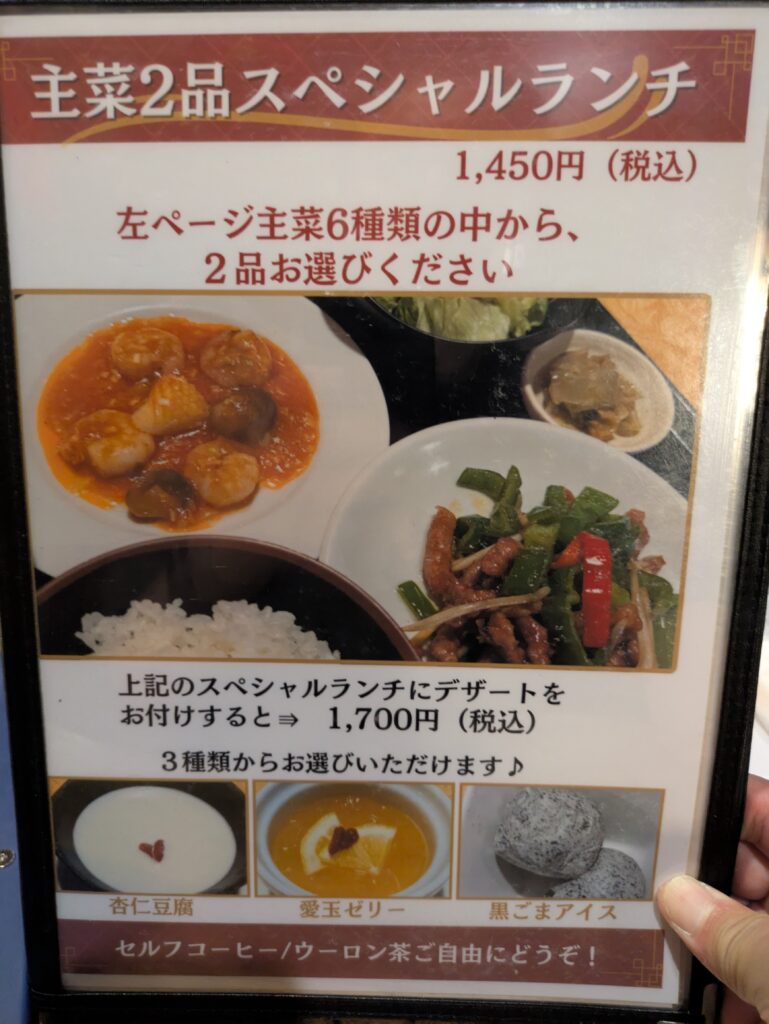 主菜2品スペシャルランチ
1,450円（税込）
左ページ主菜6種類の中から、
２品お選びください
上記のスペシャルランチにデザートを
お付けすると⇛ 1,700円（税込）
３種類からお選びいただけます♪
杏仁豆腐 愛玉ゼリー 黒ごまアイス
セルフコーヒー/ウーロン茶ご自由にどうぞ！